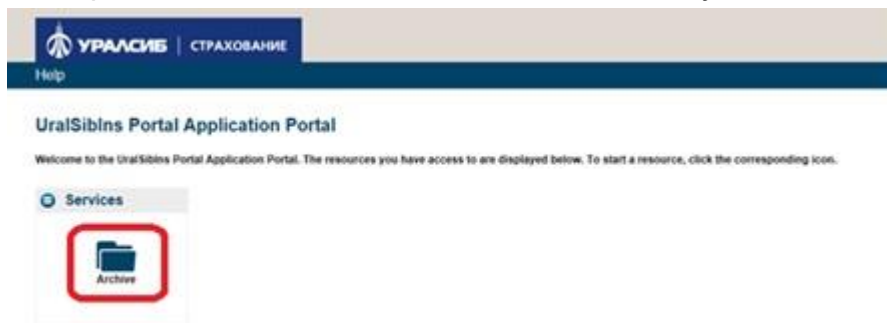 УРАЛСИБ | СТРАХОВАНИЕ
Help
UralSibIns Portal Application Portal
Welcome to the UralSibIns Portal Application Portal. The resources you have access to are displayed below. To start a resource, click the corresponding icon.
Services
Archive